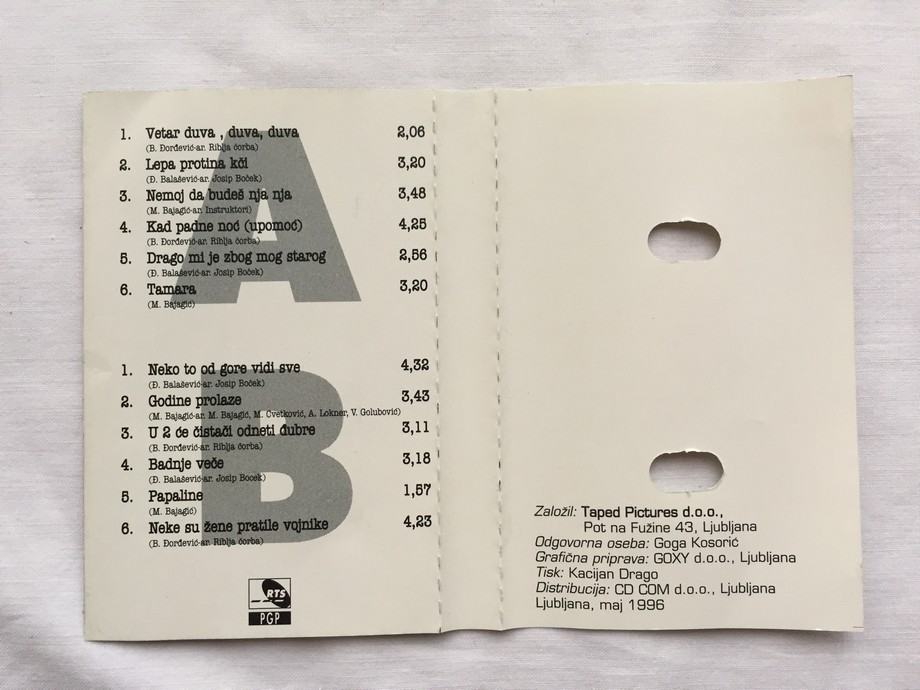 A
1. Vetar duva , duva, duva 2,06
(B. Đorđević-ar. Riblja čorba)
2. Lepa protina kči 3,20
(Đ. Balašević-ar. Josip Boček)
3. Nemoj da budeš nja nja 3,48
(M. Bajagić-ar. Instruktori)
4. Kad padne noć (upomoć) 4,25
(B. Đorđević-ar. Riblja čorba)
5. Drago mi je zbog mog starog 2,56
(Đ. Balašević-ar. Josip Boček)
6. Tamara 3,20
(M. Bajagić)
B
1. Neko to od gore vidi sve 4,32
(Đ. Balašević-ar. Josip Boček)
2. Godine prolaze 3,43
(M. Bajagić-ar. M. Bajagić, M. Cvetković, A. Lokner, V. Golubović)
3. U 2 će čistači odneti đubre 3,11
(B. Đorđević-ar. Riblja čorba)
4. Badnje veče 3,18
(Đ. Balašević-ar. Josip Boček)
5. Papaline 1,57
(M. Bajagić)
6. Neke su žene pratile vojnike 4,23
(B. Đorđević-ar. Riblja čorba)
RTS
PGP
Založil: Taped Pictures d.o.o.,
Pot na Fužine 43, Ljubljana
Odgovorna oseba: Goga Kosorić
Grafična priprava: GOXY d.o.o., Ljubljana
Tisk: Kacijan Drago
Distribucija: CD COM d.o.o., Ljubljana
Ljubljana, maj 1996